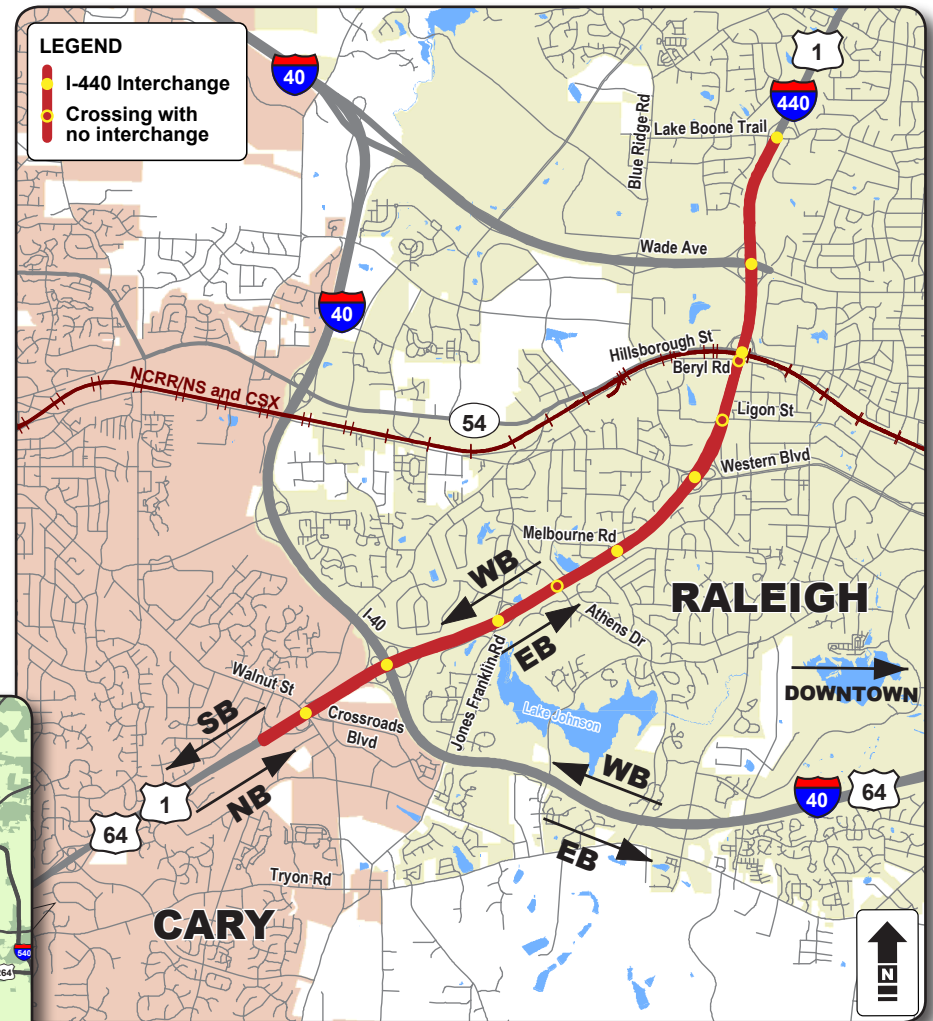 LEGEND
I-440 Interchange
Crossing with
no interchange
40
1
440
Lake Boone Trail
Blue Ridge Rd
Wade Ave
40
Hillsborough St
Beryl Rd
NCRR/NS and CSX
54
Ligon St
Western Blvd
Melbourne Rd
WB
RALEIGH
I-40
Athens Dr
EB
Jones Franklin Rd
Walnut St
DOWNTOWN
Lake Johnson
SB
Crossroads
Blvd
WB
NB
1
40
64
64
EB
Tryon Rd
CARY
540
264
N